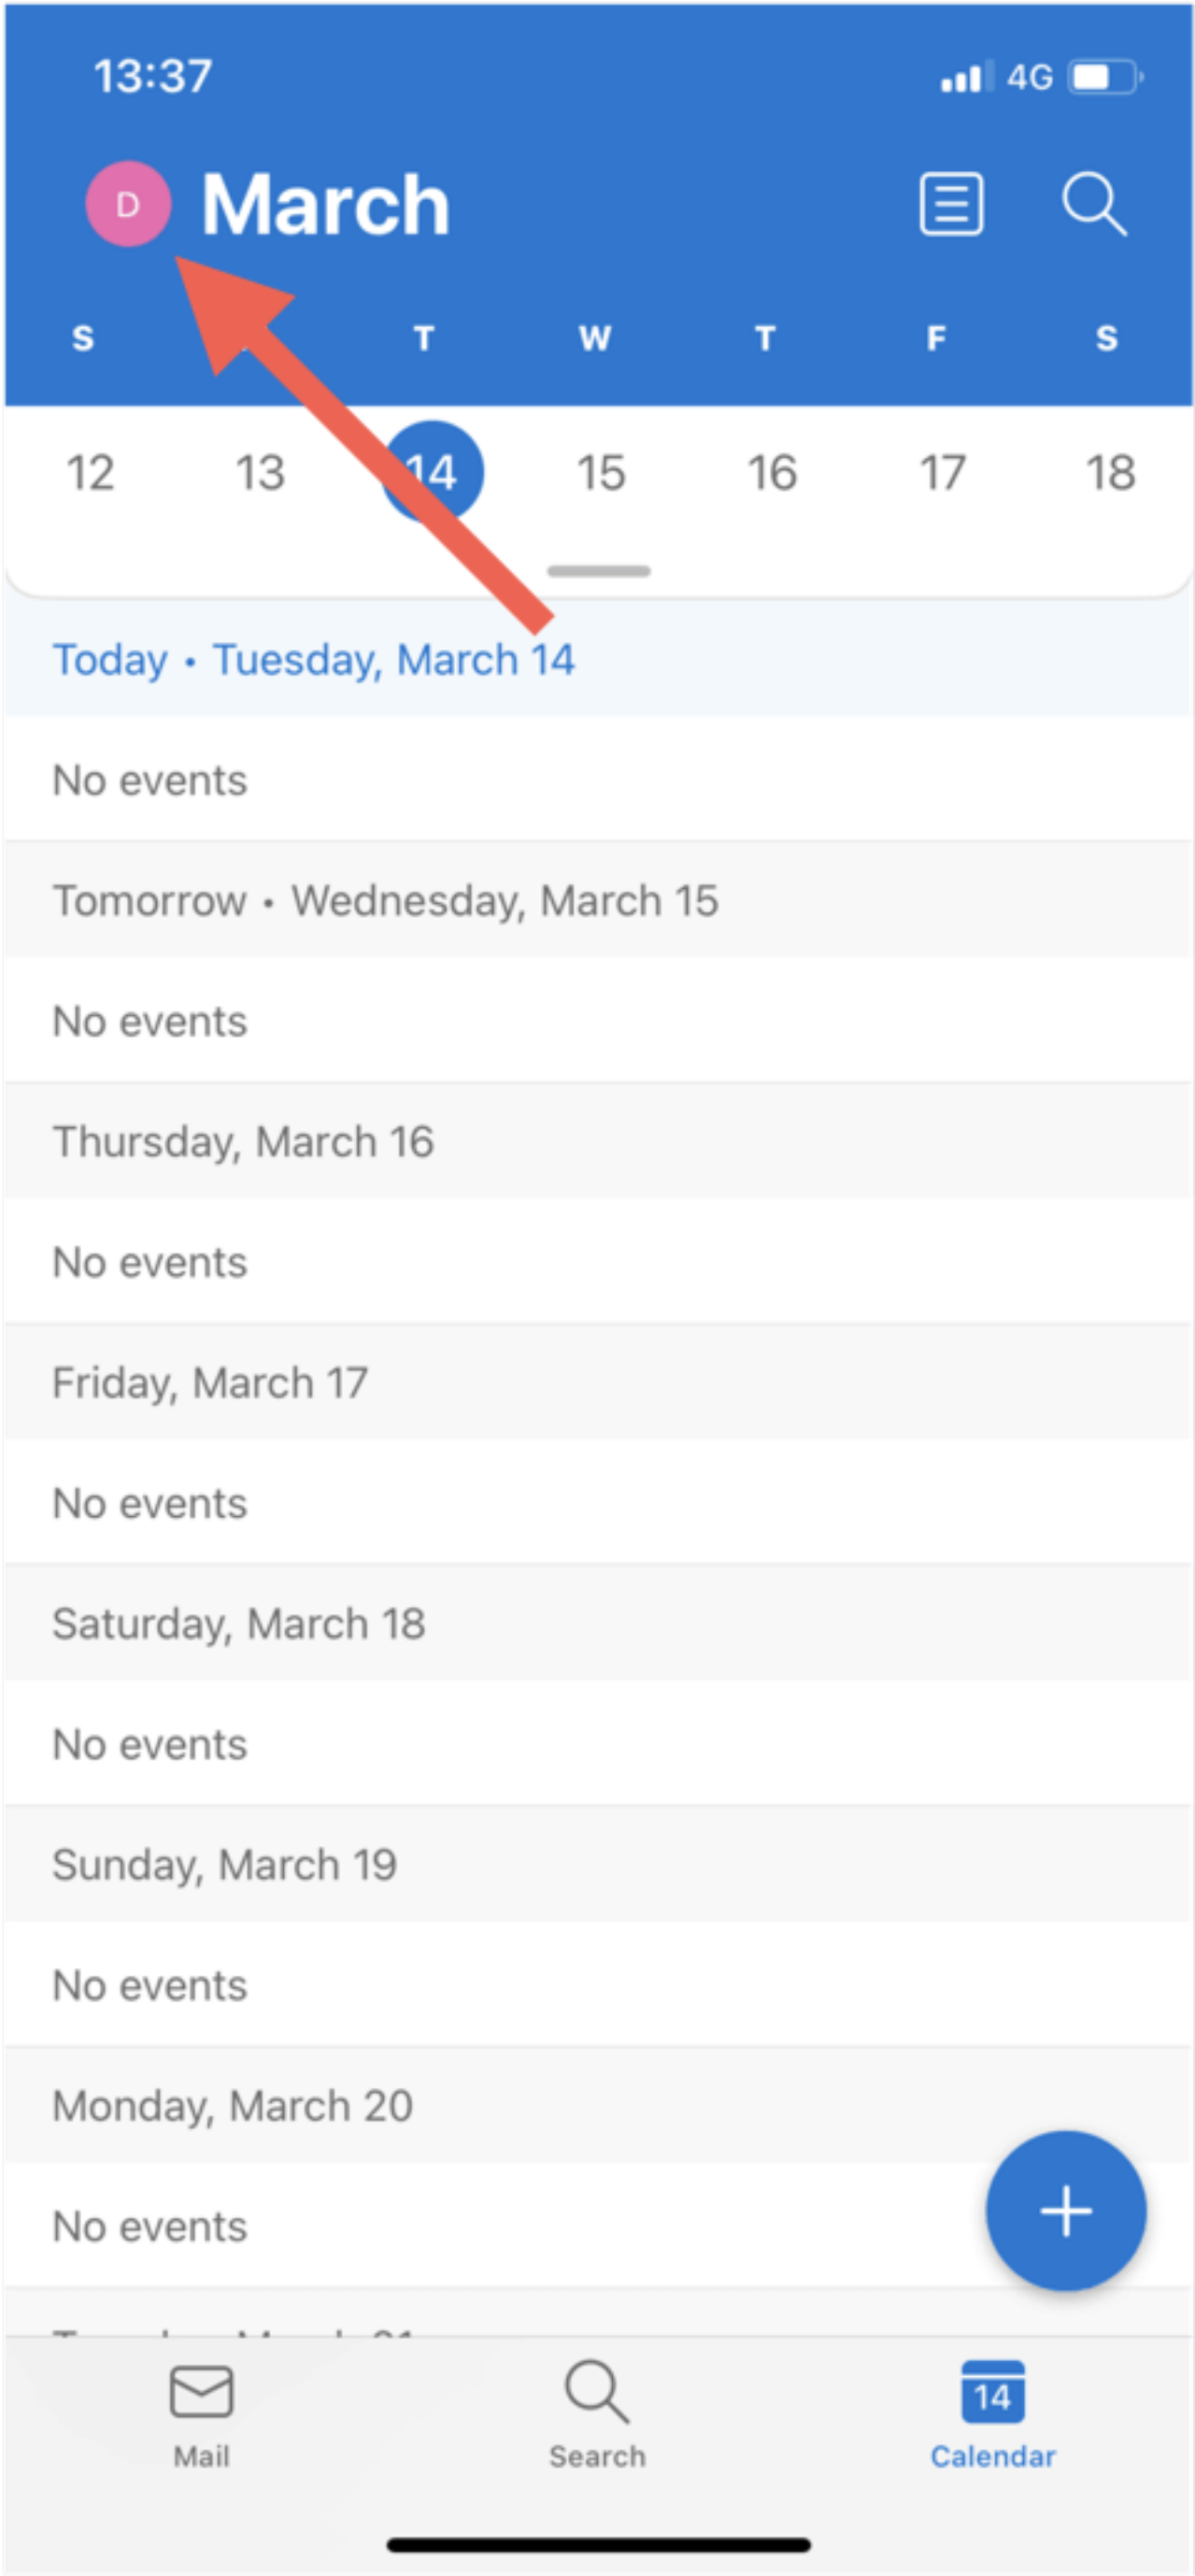 13:37 4G
D March
S T W T F S
12 13 14 15 16 17 18
Today • Tuesday, March 14
No events
Tomorrow • Wednesday, March 15
No events
Thursday, March 16
No events
Friday, March 17
No events
Saturday, March 18
No events
Sunday, March 19
No events
Monday, March 20
No events
14
Mail Search Calendar